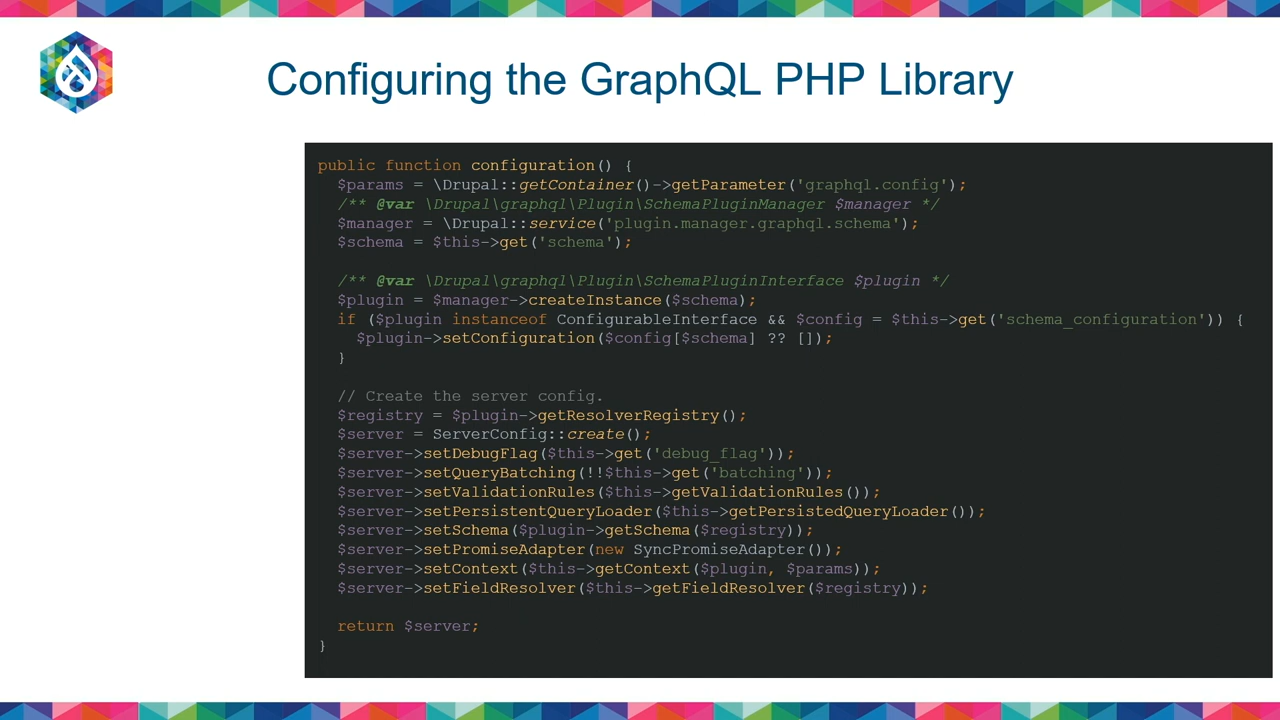 Configuring the GraphQL PHP Library
public function configuration() {
  $params = \Drupal::getContainer()->getParameter('graphql.config');
  /** @var \Drupal\graphql\Plugin\SchemaPluginManager $manager */
  $manager = \Drupal::service('plugin.manager.graphql.schema');
  $schema = $this->get('schema');

  /** @var \Drupal\graphql\Plugin\SchemaPluginInterface $plugin */
  $plugin = $manager->createInstance($schema);
  if ($plugin instanceof ConfigurableInterface && $config = $this->get('schema_configuration')) {
    $plugin->setConfiguration($config[$schema] ?? []);
  }

  // Create the server config.
  $registry = $plugin->getResolverRegistry();
  $server = ServerConfig::create();
  $server->setDebugFlag($this->get('debug_flag'));
  $server->setQueryBatching(!!$this->get('batching'));
  $server->setValidationRules($this->getValidationRules());
  $server->setPersistentQueryLoader($this->getPersistedQueryLoader());
  $server->setSchema($plugin->getSchema($registry));
  $server->setPromiseAdapter(new SyncPromiseAdapter());
  $server->setContext($this->getContext($plugin, $params));
  $server->setFieldResolver($this->getFieldResolver($registry));

  return $server;
}